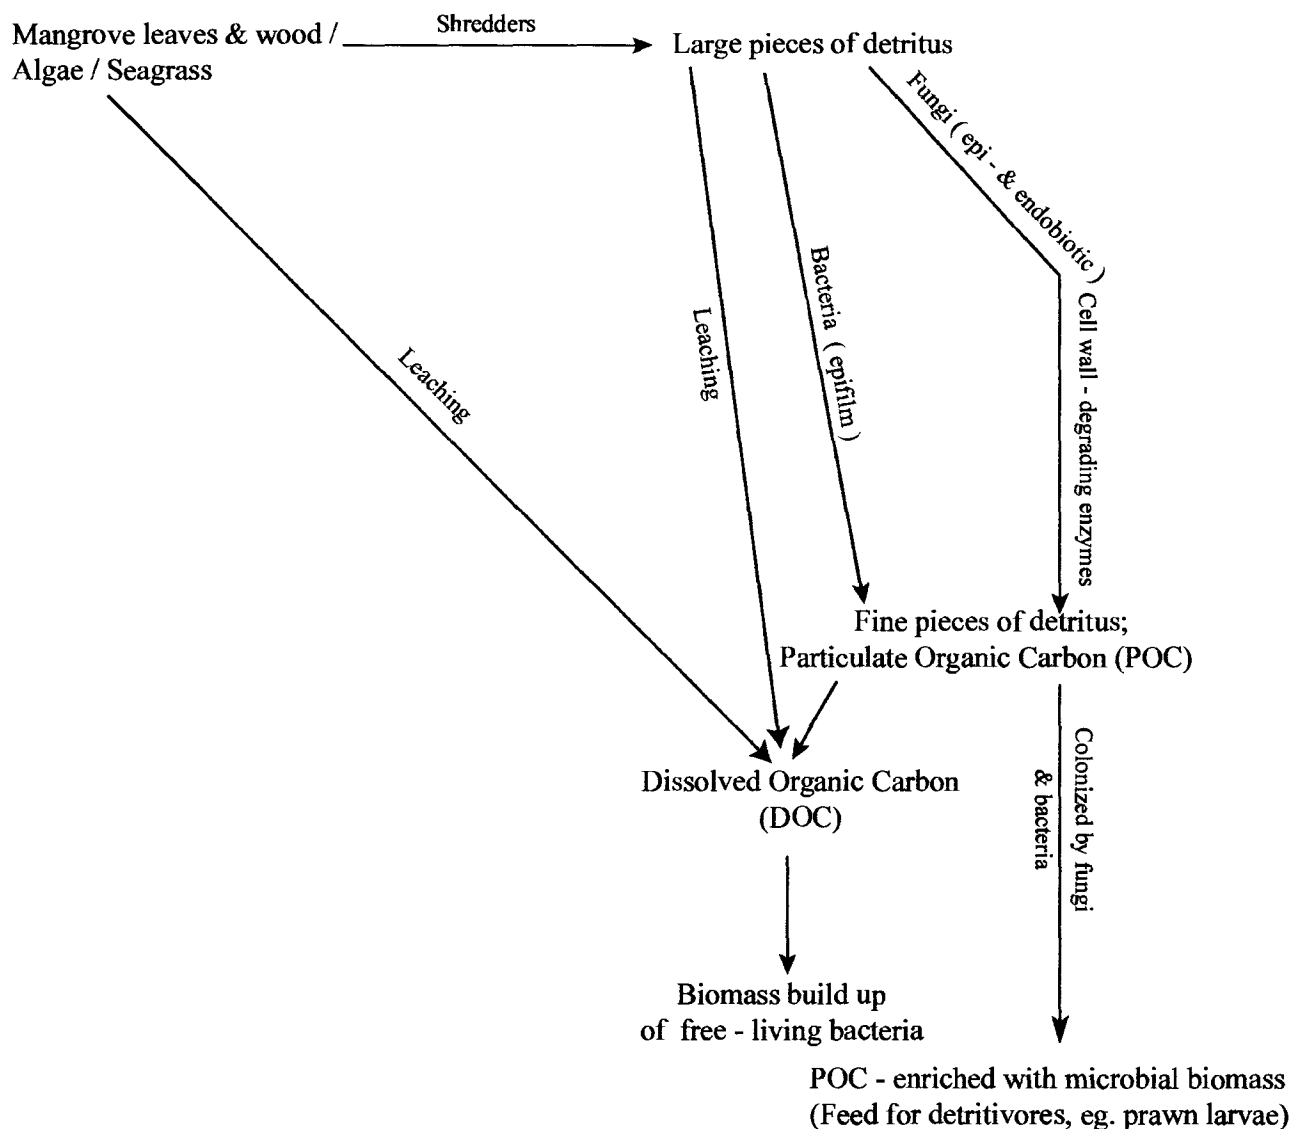 Mangrove leaves & wood /
Algae / Seagrass
Shredders
Large pieces of detritus
Fungi ( epi - & endobiotic )
Cell wall - degrading enzymes
Bacteria ( epifilm )
Leaching
Leaching
Fine pieces of detritus;
Particulate Organic Carbon (POC)
Dissolved Organic Carbon
(DOC)
Colonized by fungi
& bacteria
Biomass build up
of free - living bacteria
POC - enriched with microbial biomass
(Feed for detritivores, eg. prawn larvae)